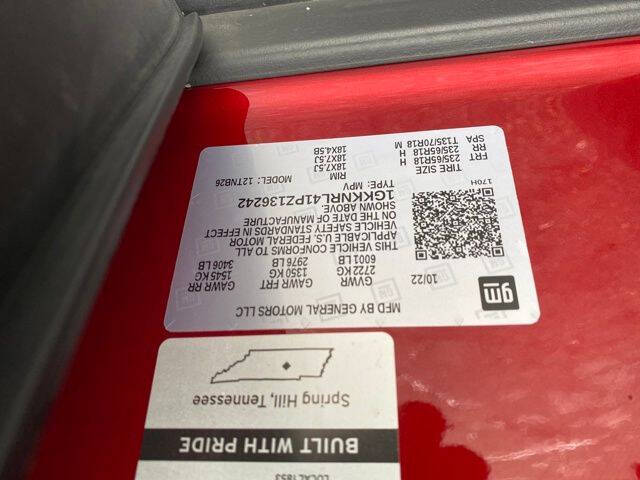 gm
MFD BY GENERAL MOTORS LLC
10/22 GVWR GAWR FRT GAWR RR
2722 KG 1350 KG 1545 KG
6001 LB 2976 LB 3406 LB
THIS VEHICLE CONFORMS TO ALL
APPLICABLE U.S. FEDERAL MOTOR
VEHICLE SAFETY STANDARDS IN EFFECT
ON THE DATE OF MANUFACTURE
SHOWN ABOVE.
1GKKNRL41PZ136242
TYPE: MPV MODEL: 12TNB26
170H
TIRE SIZE RIM
FRT 235/65R18 H 18X7.5J
RR 235/65R18 H 18X7.5J
SPA T135/70R18 M 18X4.5B
LOCAL 1853
BUILT WITH PRIDE
Spring Hill, Tennessee